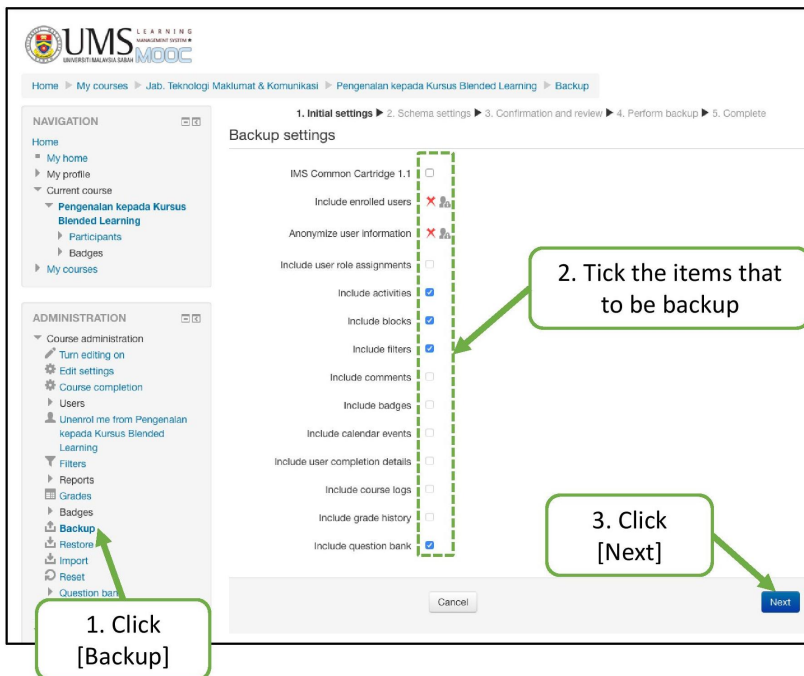 UMS LEARNING
MANAGEMENT SYSTEM
UNIVERSITI MALAYSIA SABAH MOOC
Home My courses Jab. Teknologi Maklumat & Komunikasi Pengenalan kepada Kursus Blended Learning Backup
NAVIGATION
Home
My home
My profile
Current course
Pengenalan kepada Kursus
Blended Learning
Participants
Badges
My courses
ADMINISTRATION
Course administration
Turn editing on
Edit settings
Course completion
Users
Unenrol me from Pengenalan
kepada Kursus Blended
Learning
Filters
Reports
Grades
Badges
Backup
Restore
Import
Reset
Question bank
1. Click
[Backup]
1. Initial settings ▶ 2. Schema settings ▶ 3. Confirmation and review ▶ 4. Perform backup ▶ 5. Complete
Backup settings
IMS Common Cartridge 1.1
Include enrolled users
Anonymize user information
Include user role assignments
Include activities
Include blocks
Include filters
Include comments
Include badges
Include calendar events
Include user completion details
Include course logs
Include grade history
Include question bank
2. Tick the items that
to be backup
3. Click
[Next]
Cancel
Next